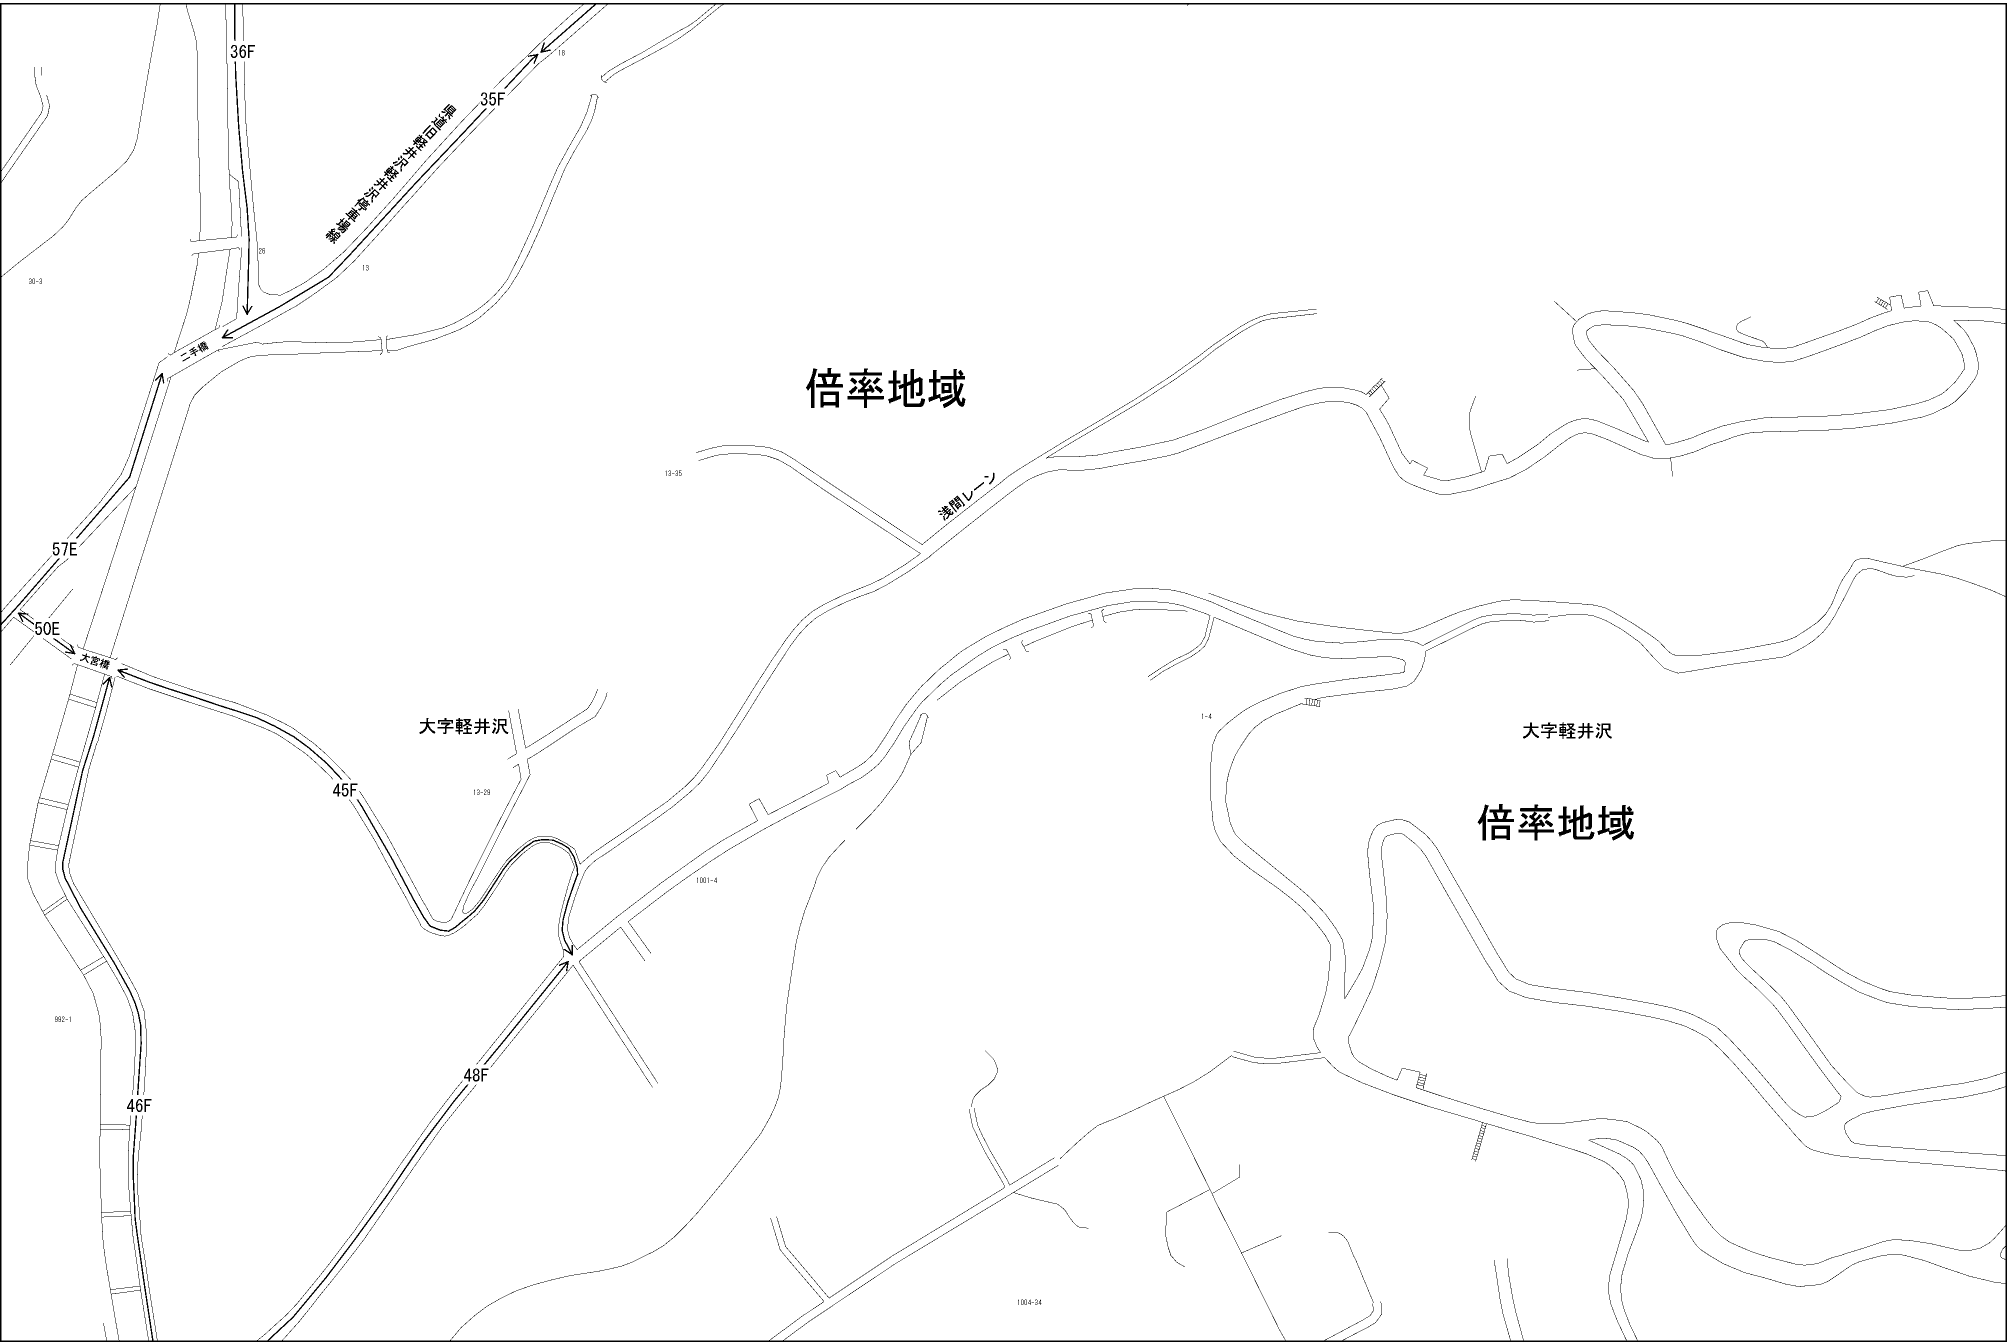 36F
18
35F
県道旧軽井沢軽井沢停車場線
26
13
30-3
二手橋
倍率地域
13-35
浅間レーン
57E
50E
大宮橋
大字軽井沢
1-4
大字軽井沢
45F
13-29
倍率地域
1001-4
992-1
48F
46F
1004-34